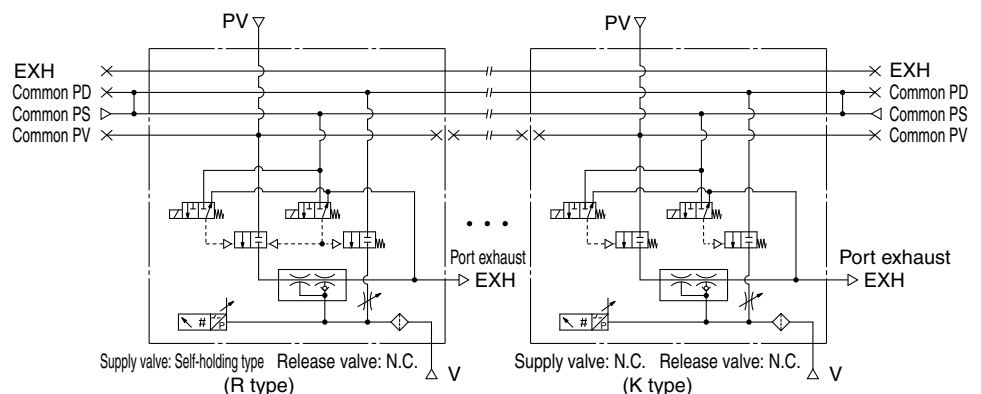 PV
PV
EXH
EXH
Common PD
Common PD
Common PS
Common PS
Common PV
Common PV
• • •
Port exhaust
EXH
Port exhaust
EXH
# P
# P
Supply valve: Self-holding type Release valve: N.C.
V
(R type)
Supply valve: N.C. Release valve: N.C.
V
(K type)